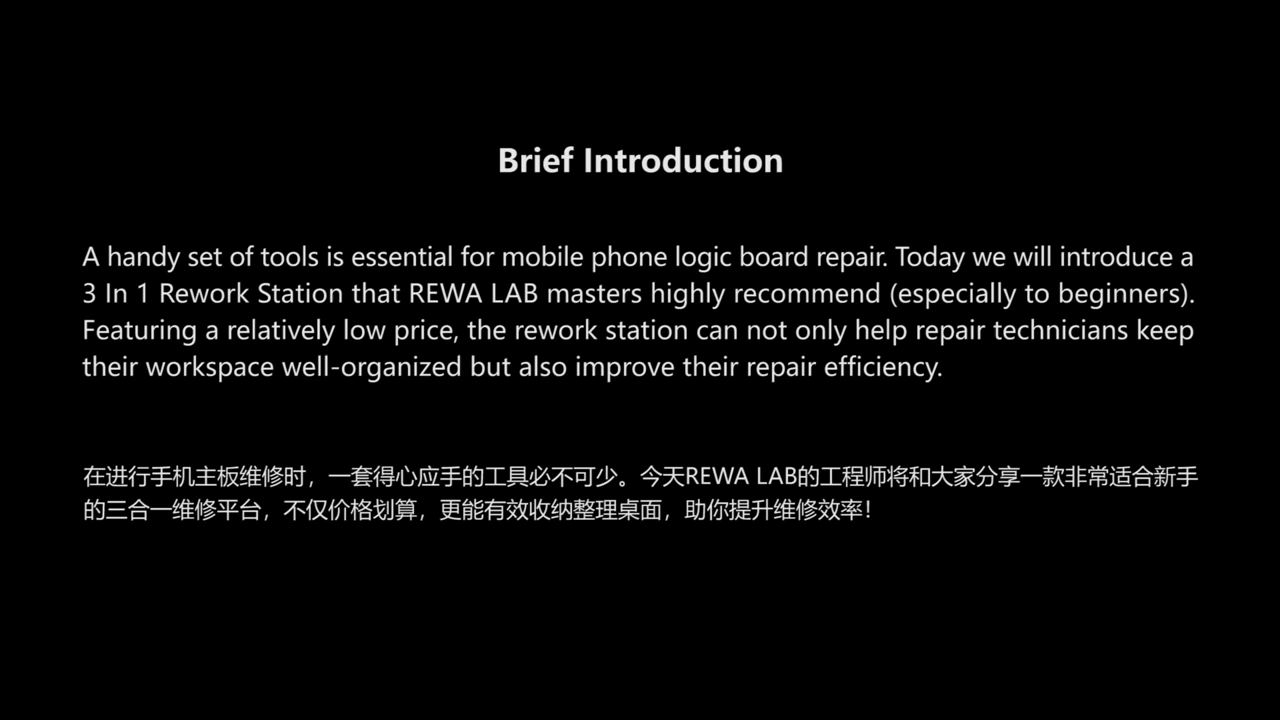 Brief Introduction
A handy set of tools is essential for mobile phone logic board repair. Today we will introduce a
3 In 1 Rework Station that REWA LAB masters highly recommend (especially to beginners).
Featuring a relatively low price, the rework station can not only help repair technicians keep
their workspace well-organized but also improve their repair efficiency.
在进行手机主板维修时，一套得心应手的工具必不可少。今天REWA LAB的工程师将和大家分享一款非常适合新手
的三合一维修平台，不仅价格划算，更能有效收纳整理桌面，助你提升维修效率！